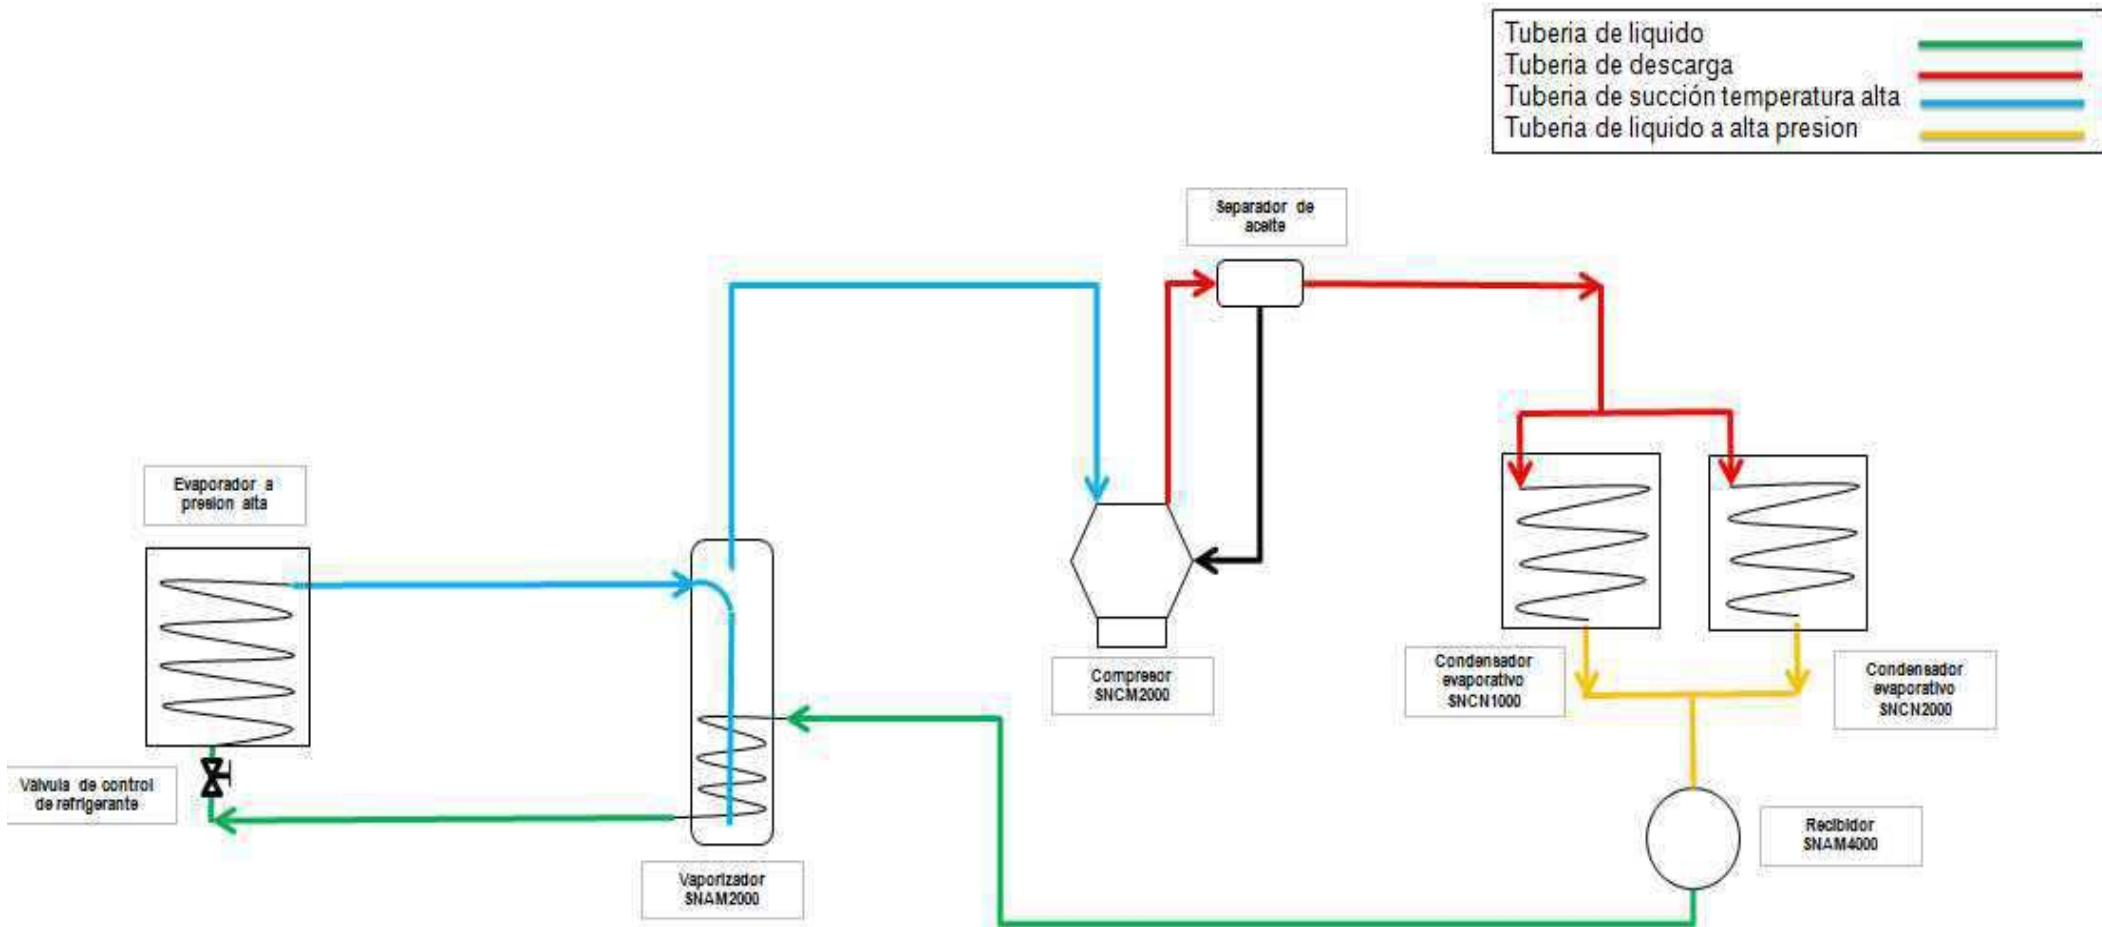 Tuberia de liquido
Tuberia de descarga
Tuberia de succión temperatura alta
Tuberia de liquido a alta presion
Separador de
aceite
Evaporador a
presion alta
Compresor
SNCM2000
Condensador
evaporativo
SNCN1000
Condensador
evaporativo
SNCN2000
Válvula de control
de refrigerante
Recibidor
SNAM4000
Vaporizador
SNAM2000